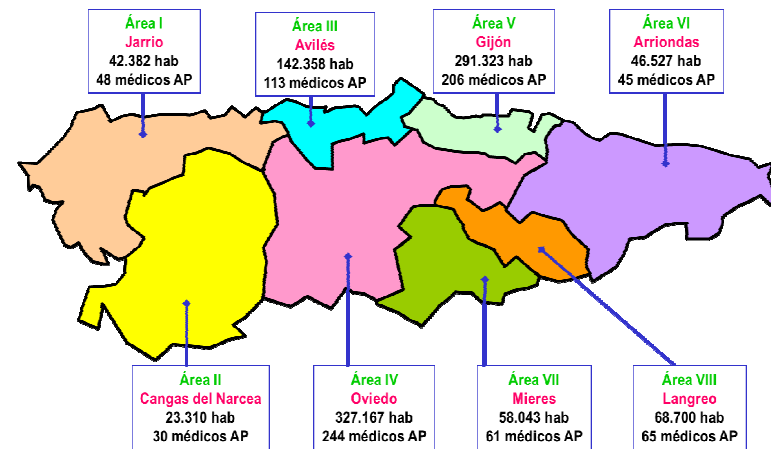 Área I
Jarrio
42.382 hab
48 médicos AP
Área III
Avilés
142.358 hab
113 médicos AP
Área V
Gijón
291.323 hab
206 médicos AP
Área VI
Arriondas
46.527 hab
45 médicos AP
Área II
Cangas del Narcea
23.310 hab
30 médicos AP
Área IV
Oviedo
327.167 hab
244 médicos AP
Área VII
Mieres
58.043 hab
61 médicos AP
Área VIII
Langreo
68.700 hab
65 médicos AP